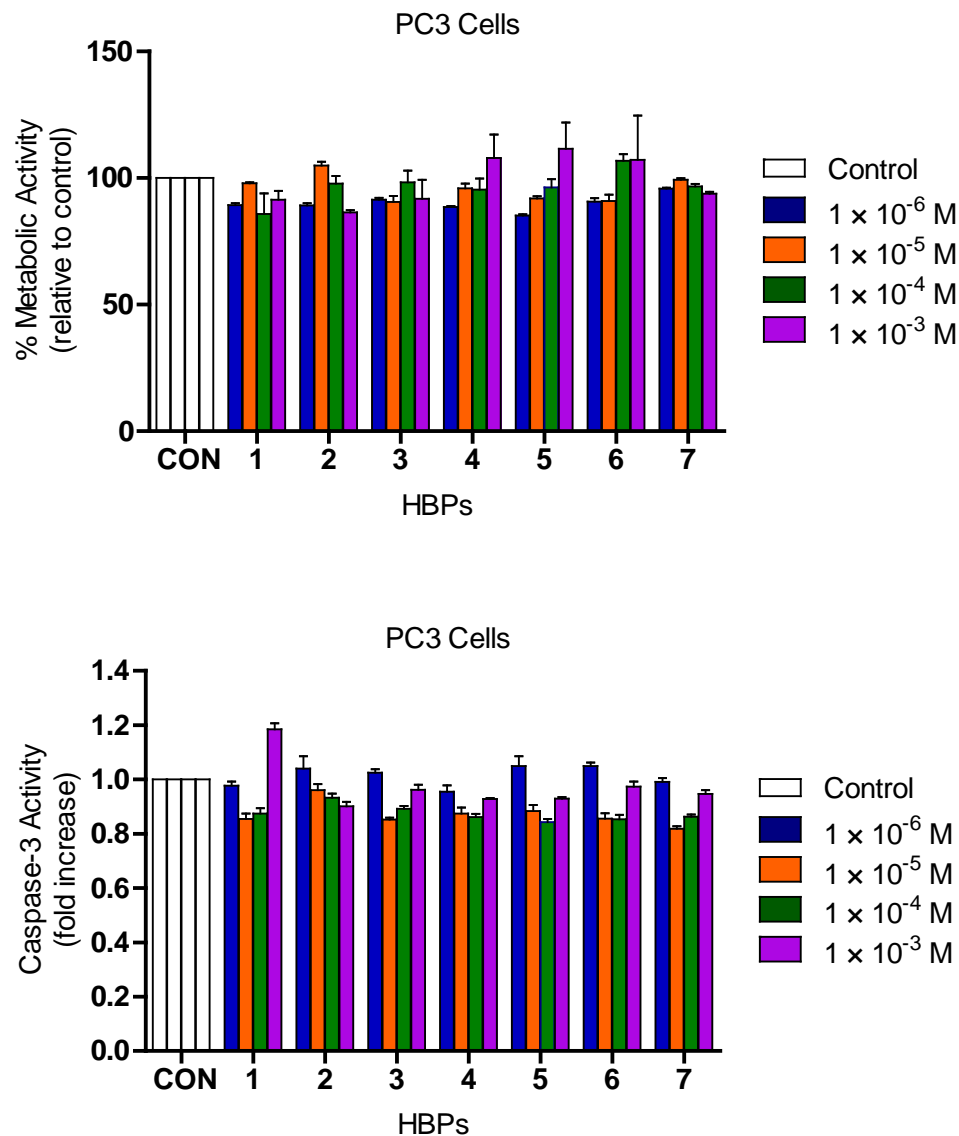 PC3 Cells
% Metabolic Activity
(relative to control)
150
100
50
0
CON 1 2 3 4 5 6 7
HBPs
Control
1 × 10⁻⁶ M
1 × 10⁻⁵ M
1 × 10⁻⁴ M
1 × 10⁻³ M
PC3 Cells
Caspase-3 Activity
(fold increase)
1.4
1.2
1.0
0.8
0.6
0.4
0.2
0.0
CON 1 2 3 4 5 6 7
HBPs
Control
1 × 10⁻⁶ M
1 × 10⁻⁵ M
1 × 10⁻⁴ M
1 × 10⁻³ M